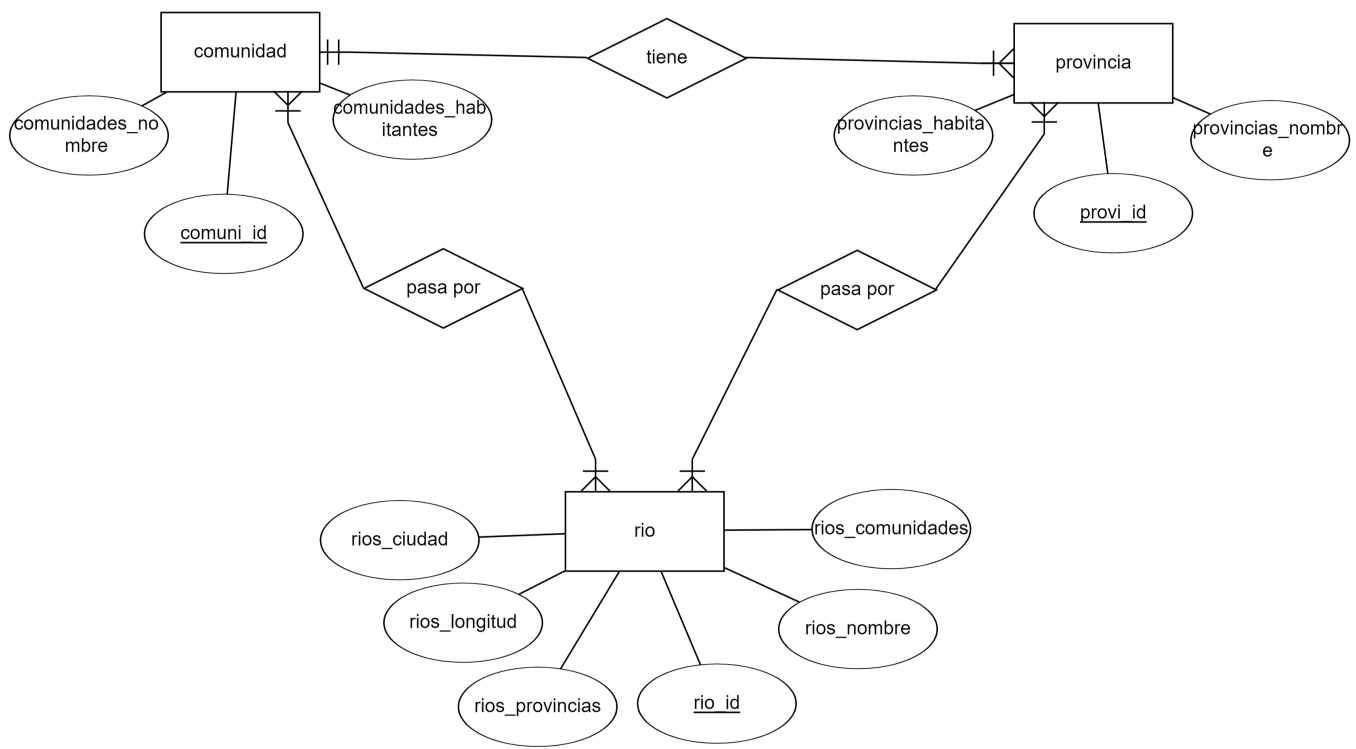 comunidad
tiene
provincia
comunidades_no
mbre
comunidades_hab
itantes
provincias_habita
ntes
provincias_nombr
e
comuni_id
provi_id
pasa por
pasa por
rio
rios_ciudad
rios_comunidades
rios_longitud
rios_nombre
rios_provincias
rio_id